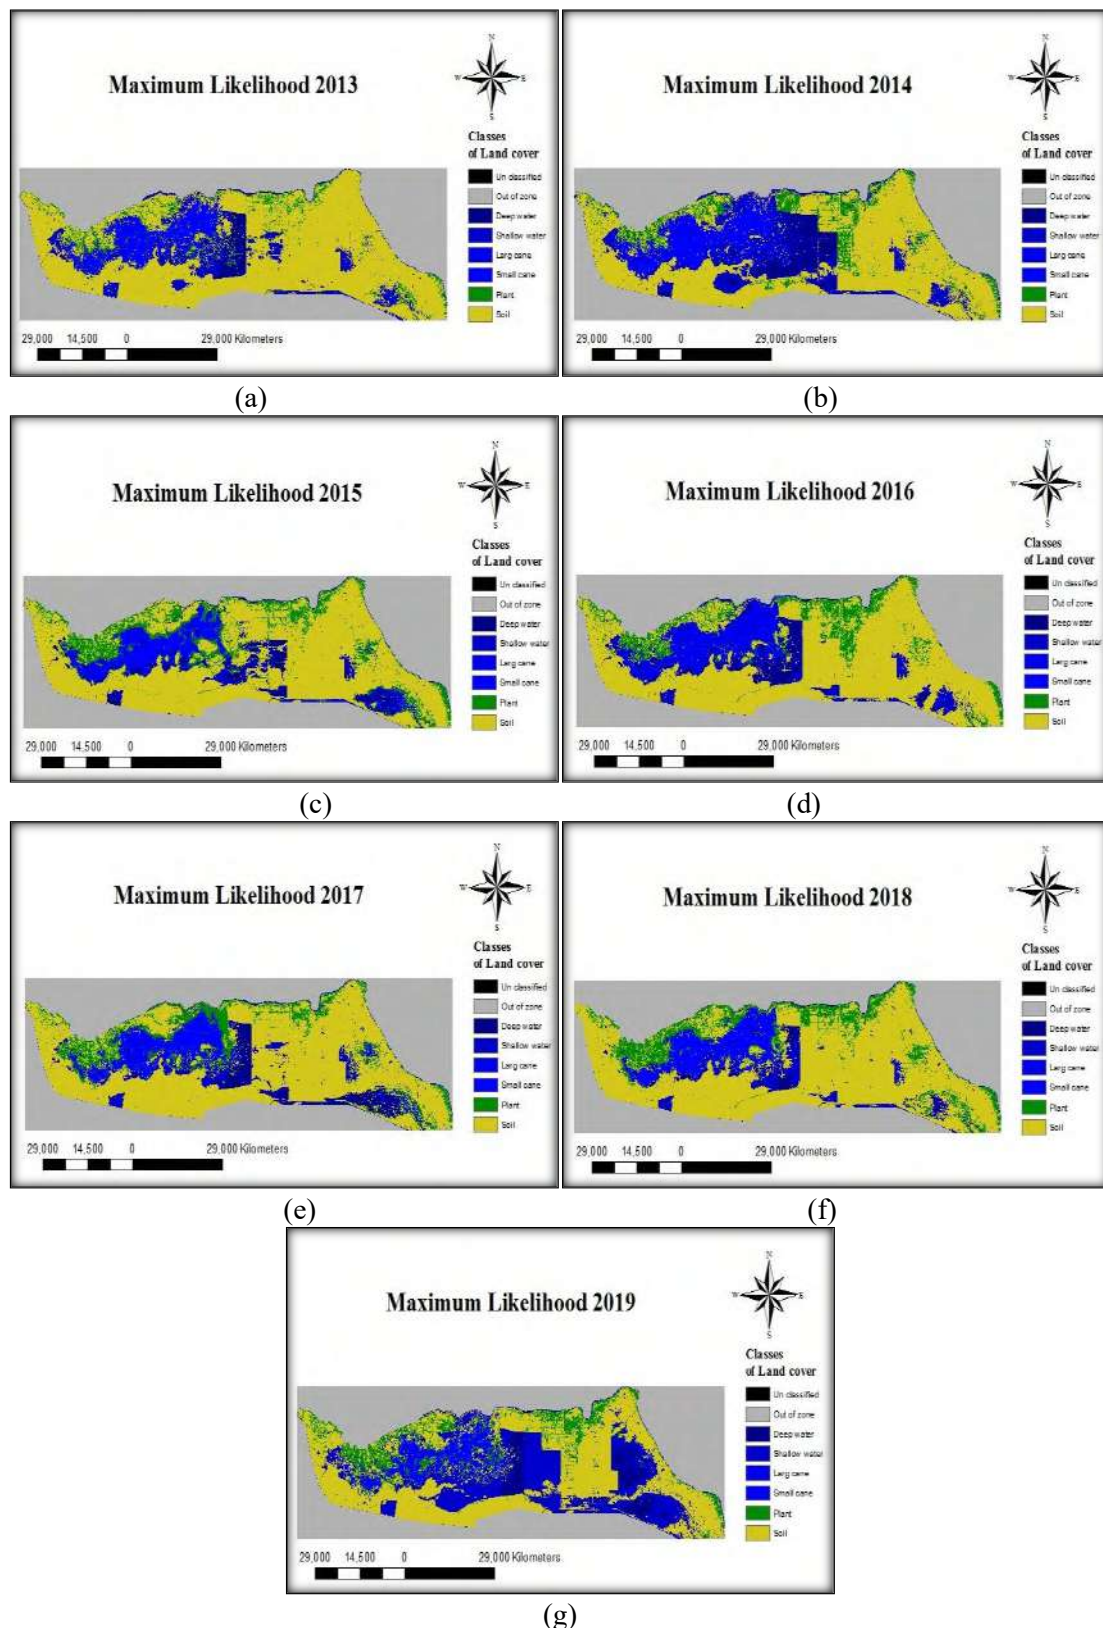 N
Maximum Likelihood 2013
W E
S
Classes
of Land cover
Un classified
Out of zone
Deep water
Shallow water
Larg cane
Small cane
Plant
Soil
29,000 14,500 0 29,000 Kilometers
(a)
N
Maximum Likelihood 2014
W E
S
Classes
of Land cover
Un classified
Out of zone
Deep water
Shallow water
Larg cane
Small cane
Plant
Soil
29,000 14,500 0 29,000 Kilometers
(b)
N
Maximum Likelihood 2015
W E
S
Classes
of Land cover
Un classified
Out of zone
Deep water
Shallow water
Larg cane
Small cane
Plant
Soil
29,000 14,500 0 29,000 Kilometers
(c)
N
Maximum Likelihood 2016
W E
S
Classes
of Land cover
Un classified
Out of zone
Deep water
Shallow water
Larg cane
Small cane
Plant
Soil
29,000 14,500 0 29,000 Kilometers
(d)
N
Maximum Likelihood 2017
W E
S
Classes
of Land cover
Un classified
Out of zone
Deep water
Shallow water
Larg cane
Small cane
Plant
Soil
29,000 14,500 0 29,000 Kilometers
(e)
N
Maximum Likelihood 2018
W E
S
Classes
of Land cover
Un classified
Out of zone
Deep water
Shallow water
Larg cane
Small cane
Plant
Soil
29,000 14,500 0 29,000 Kilometers
(f)
N
Maximum Likelihood 2019
W E
S
Classes
of Land cover
Un classified
Out of zone
Deep water
Shallow water
Larg cane
Small cane
Plant
Soil
29,000 14,500 0 29,000 Kilometers
(g)